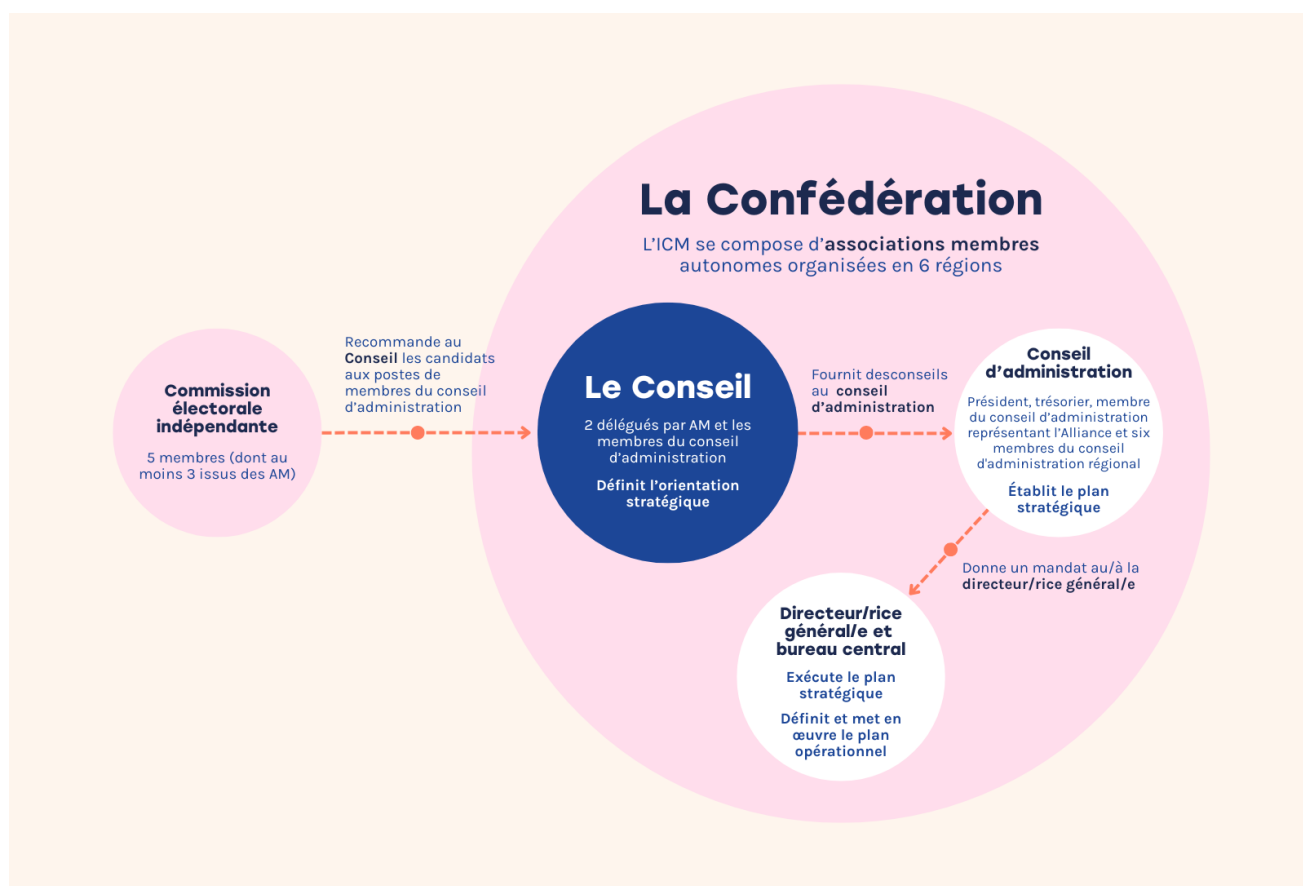 La Confédération
L’ICM se compose d’associations membres
autonomes organisées en 6 régions
Commission
électorale
indépendante
5 membres (dont au
moins 3 issus des AM)
Recommande au
Conseil les candidats
aux postes de
membres du conseil
d’administration
Le Conseil
2 délégués par AM et les
membres du conseil
d’administration
Définit l’orientation
stratégique
Fournit desconseils
au conseil
d’administration
Conseil
d’administration
Président, trésorier, membre
du conseil d’administration
représentant l’Alliance et six
membres du conseil
d'administration régional
Établit le plan
stratégique
Donne un mandat au/à la
directeur/rice général/e
Directeur/rice
général/e et
bureau central
Exécute le plan
stratégique
Définit et met en
œuvre le plan
opérationnel